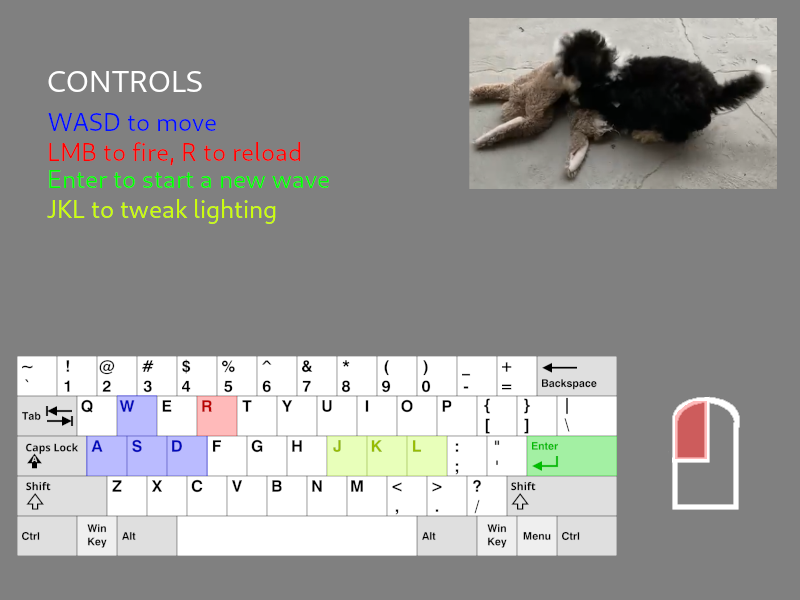 CONTROLS
WASD to move
LMB to fire, R to reload
Enter to start a new wave
JKL to tweak lighting
~ ! @ # $ % ^ & * ( ) _ +
` 1 2 3 4 5 6 7 8 9 0 - = Backspace
Tab Q W E R T Y U I O P { } |
[ ] \
Caps Lock A S D F G H J K L : " Enter
; '
Shift Z X C V B N M < > ? Shift
, . /
Ctrl Win Key Alt Alt Win Key Menu Ctrl